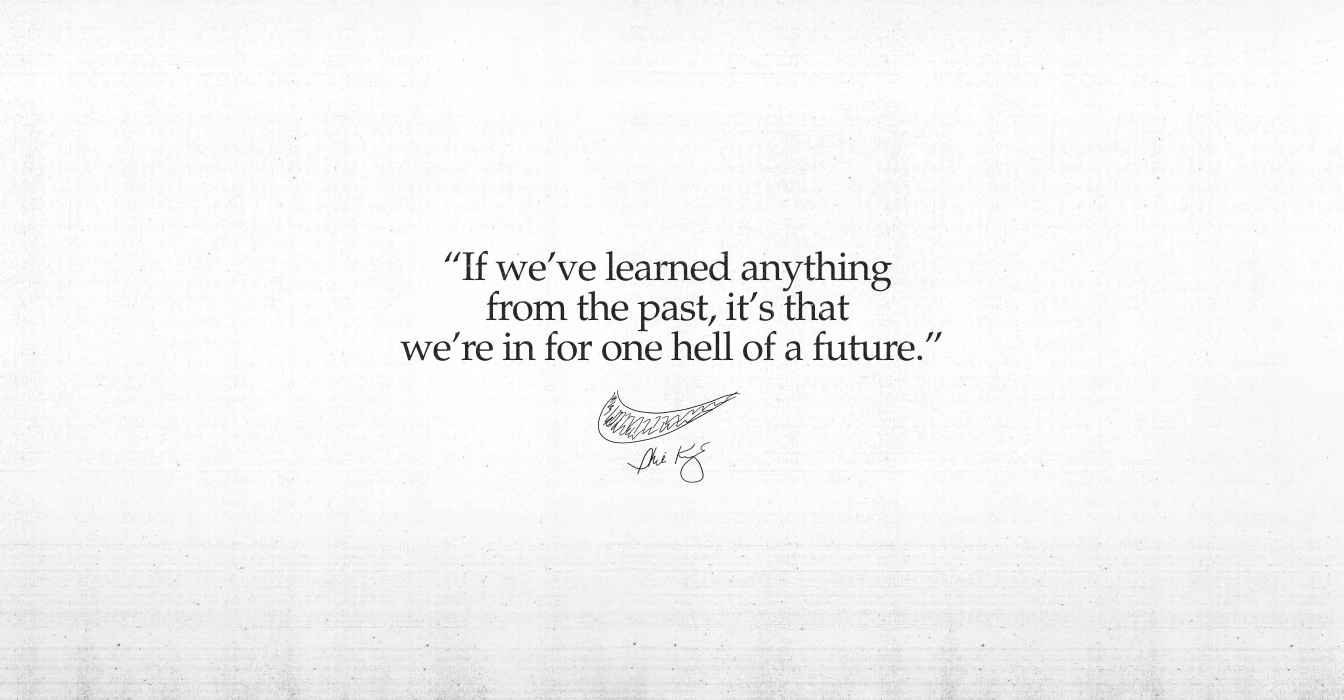 “If we’ve learned anything
from the past, it’s that
we’re in for one hell of a future.”